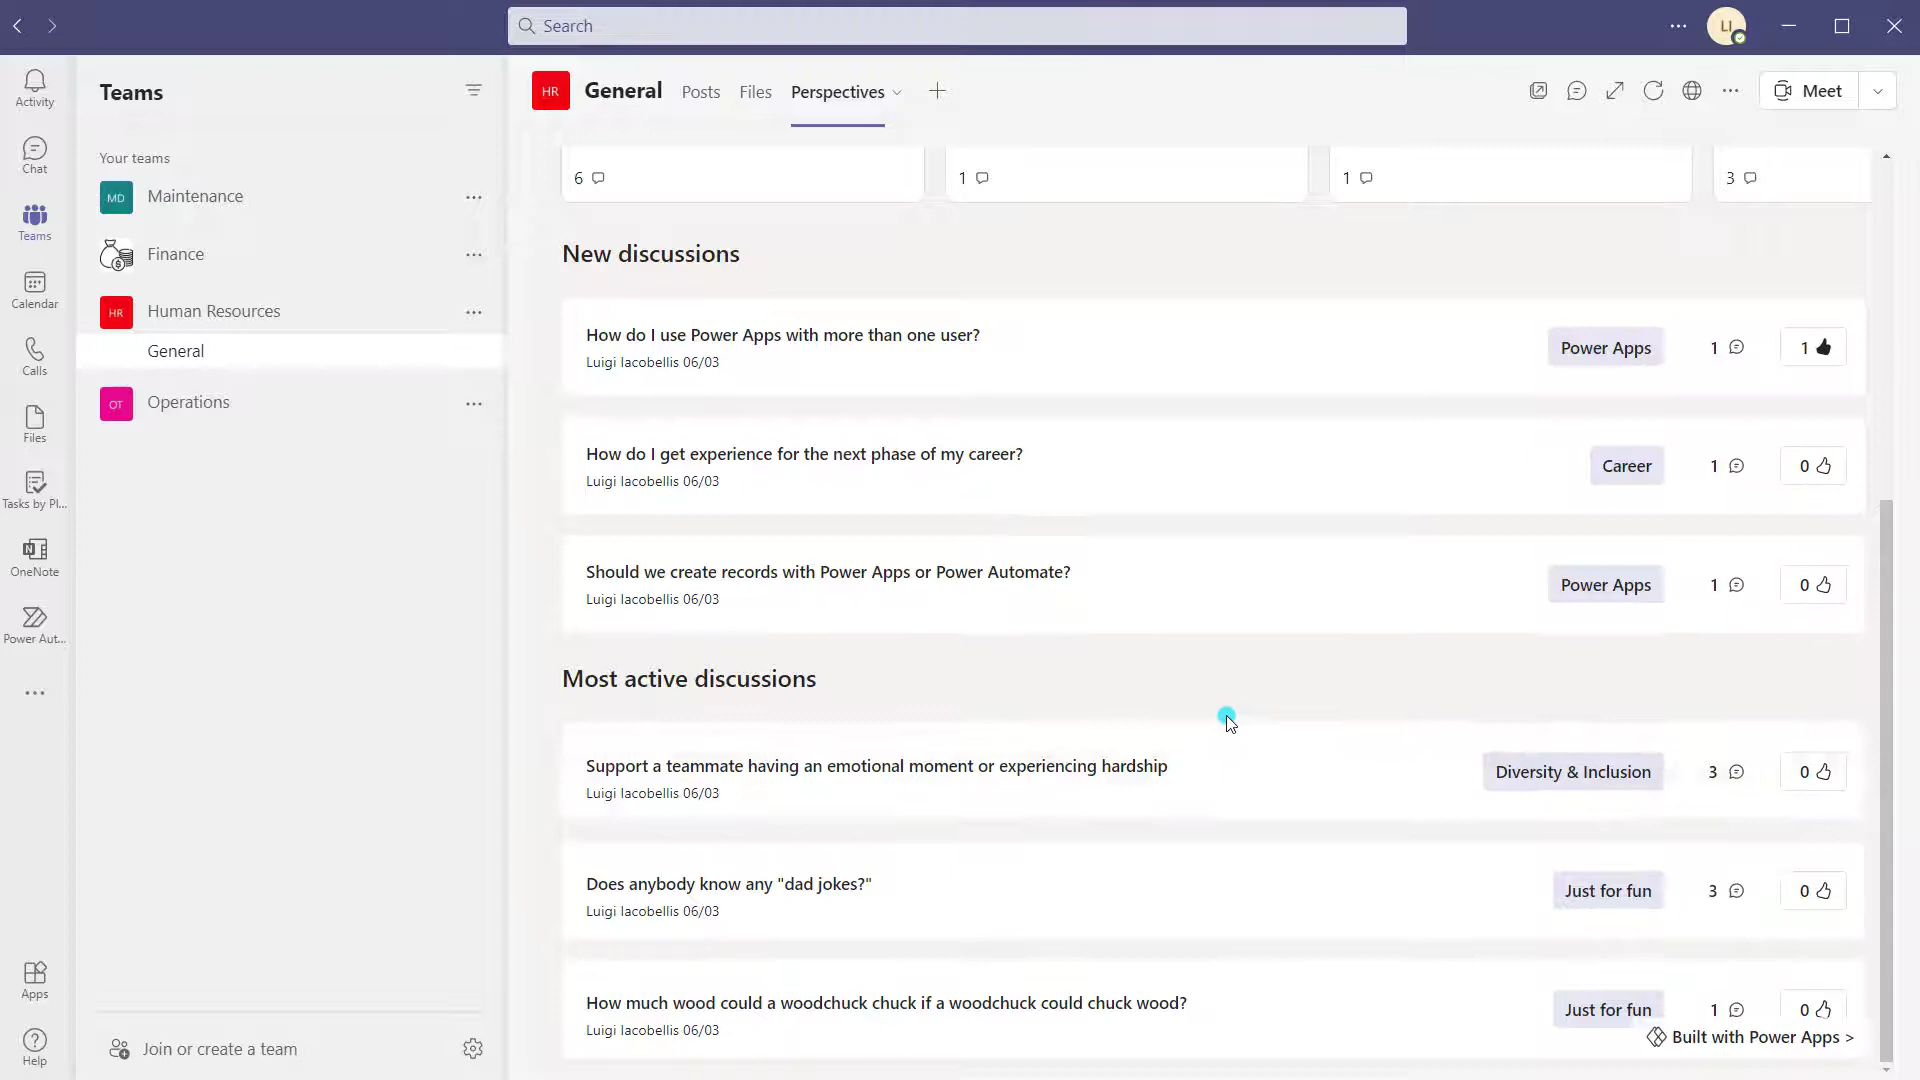 Search
LI
Activity
Chat
Teams
Calendar
Calls
Files
Tasks by Pl...
OneNote
Power Aut...
Apps
Help
Teams
Your teams
MD Maintenance
Finance
HR Human Resources
General
OT Operations
Join or create a team
HR General Posts Files Perspectives
Meet
6 1 1 3
New discussions
How do I use Power Apps with more than one user?
Luigi Iacobellis 06/03
Power Apps 1 1
How do I get experience for the next phase of my career?
Luigi Iacobellis 06/03
Career 1 0
Should we create records with Power Apps or Power Automate?
Luigi Iacobellis 06/03
Power Apps 1 0
Most active discussions
Support a teammate having an emotional moment or experiencing hardship
Luigi Iacobellis 06/03
Diversity & Inclusion 3 0
Does anybody know any "dad jokes?"
Luigi Iacobellis 06/03
Just for fun 3 0
How much wood could a woodchuck chuck if a woodchuck could chuck wood?
Luigi Iacobellis 06/03
Just for fun 1 0
Built with Power Apps >